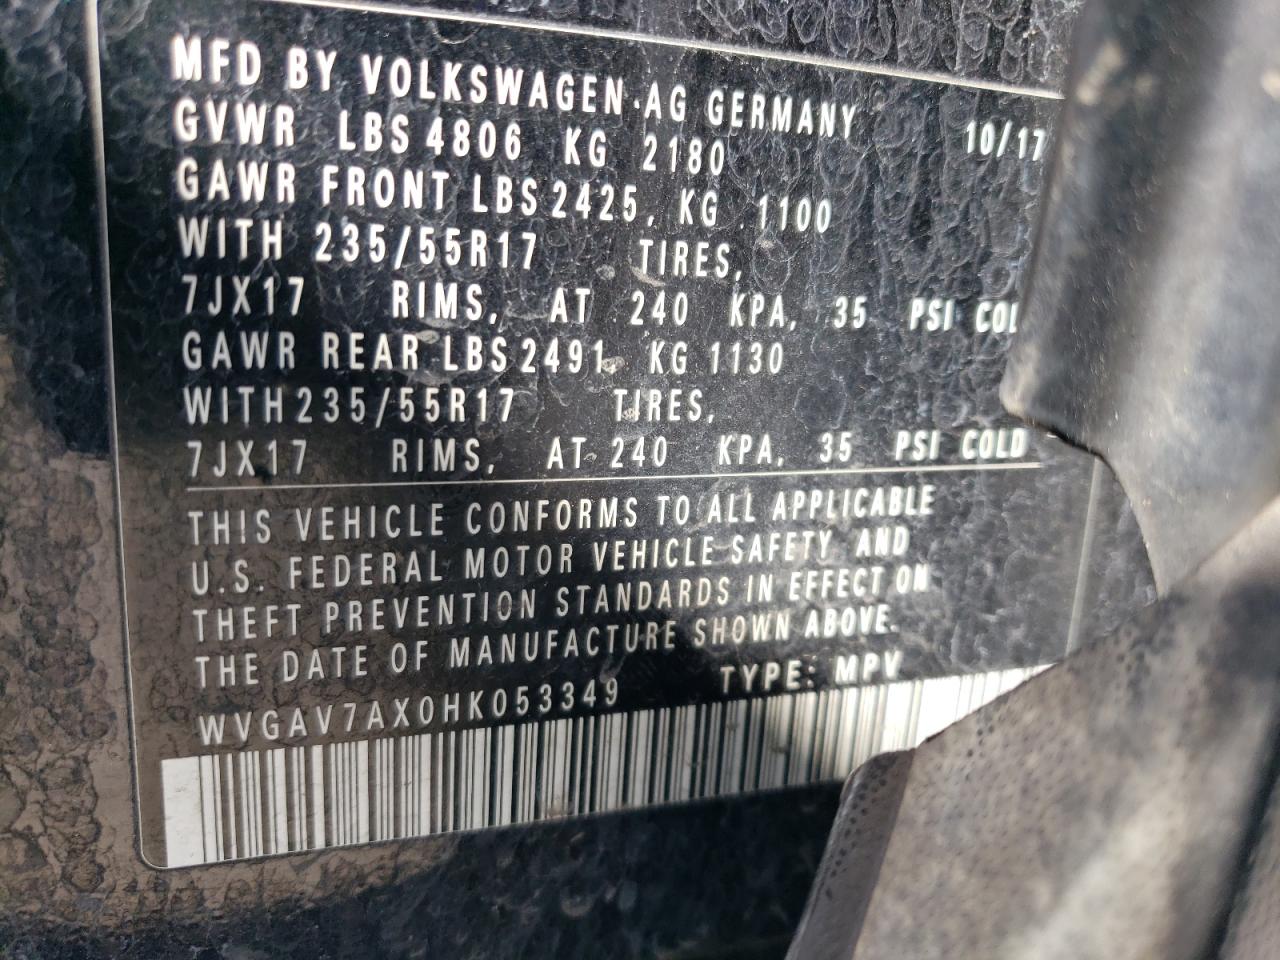 MFD BY VOLKSWAGEN AG GERMANY
GVWR LBS 4806 KG 2180 10/17
GAWR FRONT LBS 2425, KG 1100
WITH 235/55R17 TIRES,
7JX17 RIMS, AT 240 KPA, 35 PSI COL
GAWR REAR LBS 2491, KG 1130
WITH 235/55R17 TIRES,
7JX17 RIMS, AT 240 KPA, 35 PSI COLD
THIS VEHICLE CONFORMS TO ALL APPLICABLE
U.S. FEDERAL MOTOR VEHICLE SAFETY AND
THEFT PREVENTION STANDARDS IN EFFECT ON
THE DATE OF MANUFACTURE SHOWN ABOVE.
WVGAV7AX0HK053349 TYPE: MPV